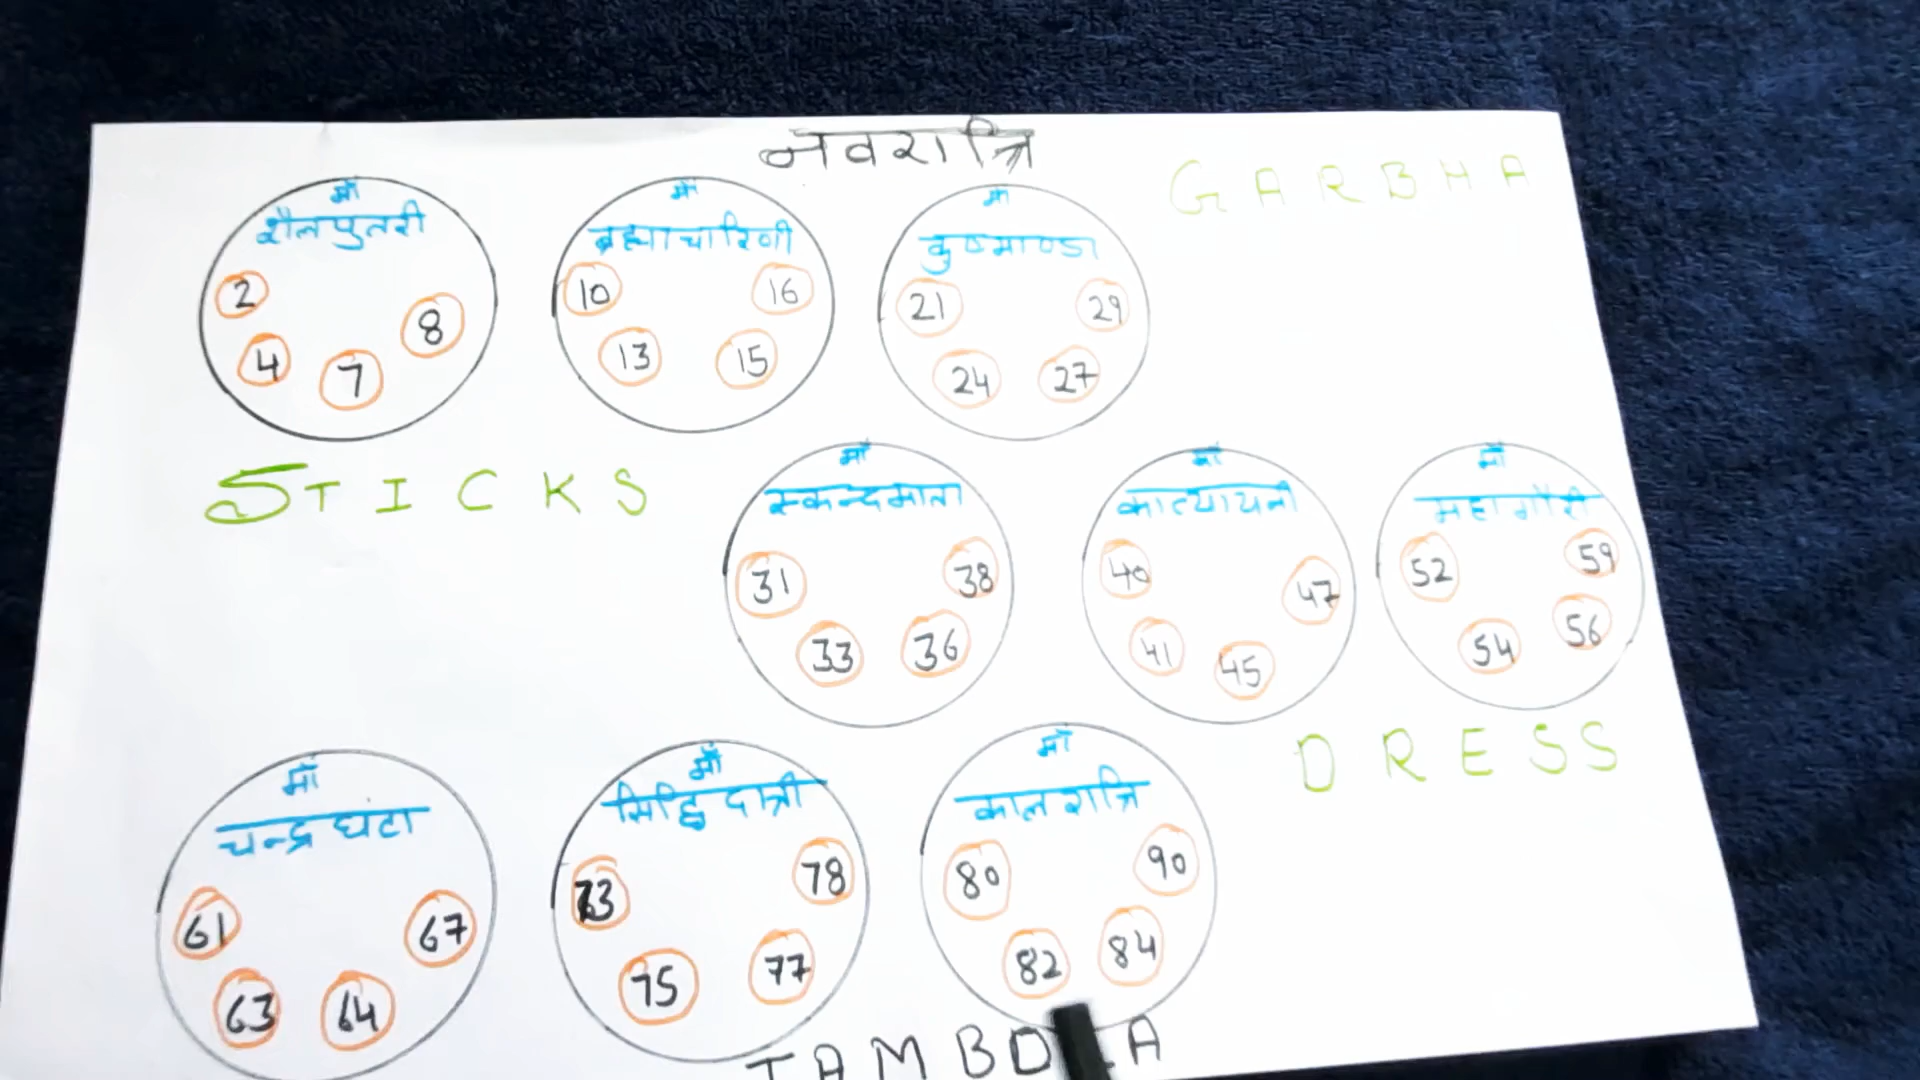 नवरात्रि
GARBHA
माँ
शैलपुतरी
2 4 7 8
माँ
ब्रह्माचारिणी
10 13 15 16
माँ
कुष्माण्डा
21 24 27 29
STICKS
माँ
स्कन्दमाता
31 33 36 38
माँ
कात्यायनी
40 41 45 47
माँ
महागौरी
52 54 56 59
DRESS
माँ
चन्द्रघंटा
61 63 64 67
माँ
सिद्धिदात्री
73 75 77 78
माँ
कालरात्रि
80 82 84 90
TAMBOLA